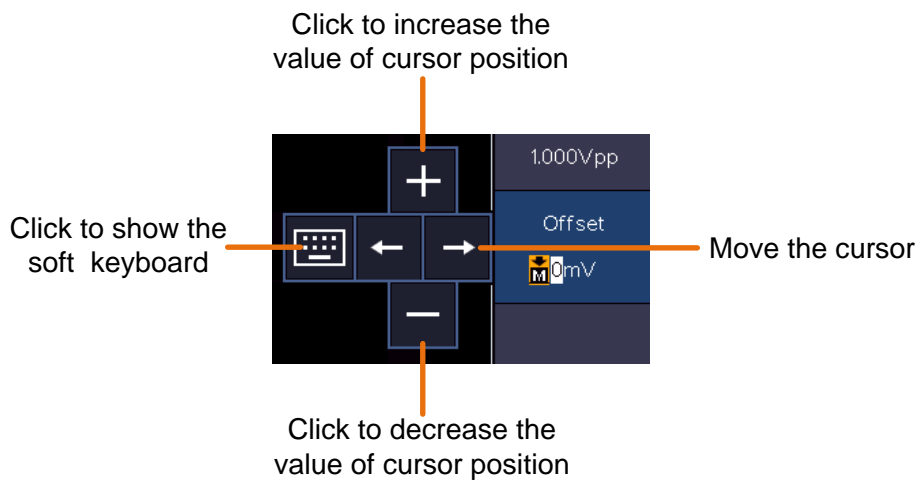 Click to increase the
value of cursor position
1.000Vpp
Offset
M 0mV
Click to show the
soft keyboard
Move the cursor
Click to decrease the
value of cursor position